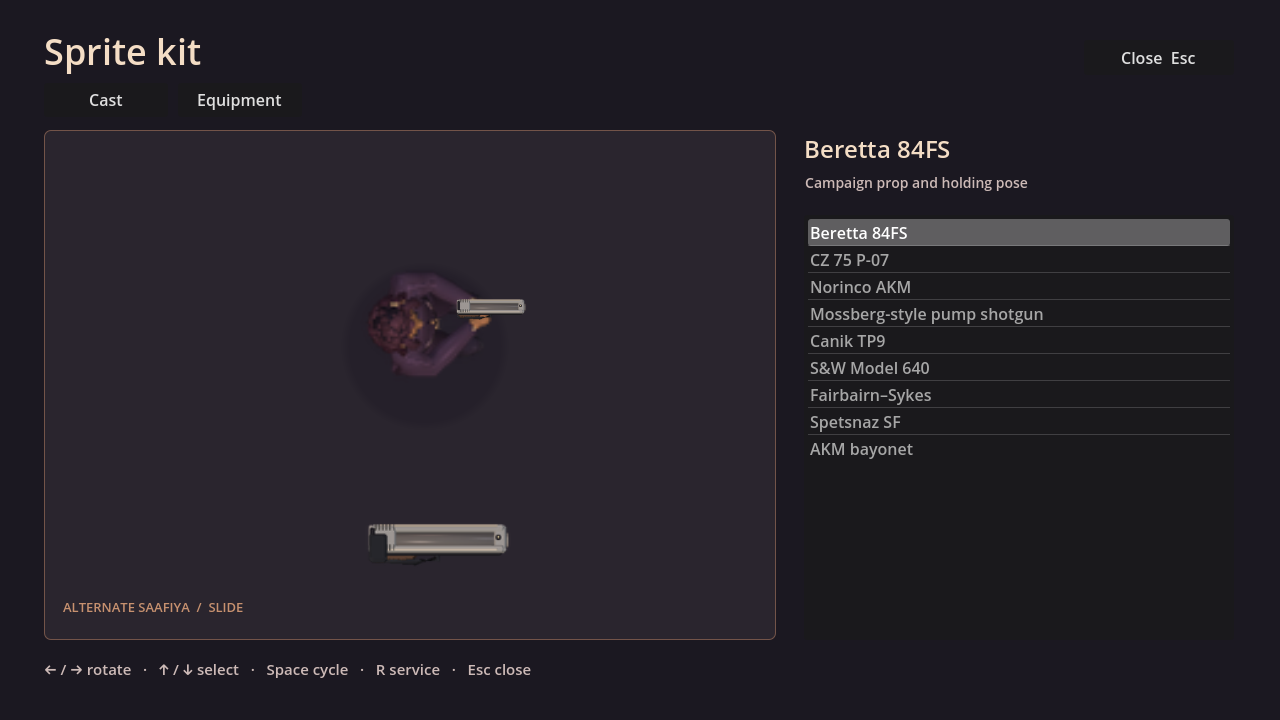 Sprite kit
Close Esc
Cast Equipment
Beretta 84FS
Campaign prop and holding pose
Beretta 84FS
CZ 75 P-07
Norinco AKM
Mossberg-style pump shotgun
Canik TP9
S&W Model 640
Fairbairn–Sykes
Spetsnaz SF
AKM bayonet
ALTERNATE SAAFIYA / SLIDE
← / → rotate · ↑ / ↓ select · Space cycle · R service · Esc close